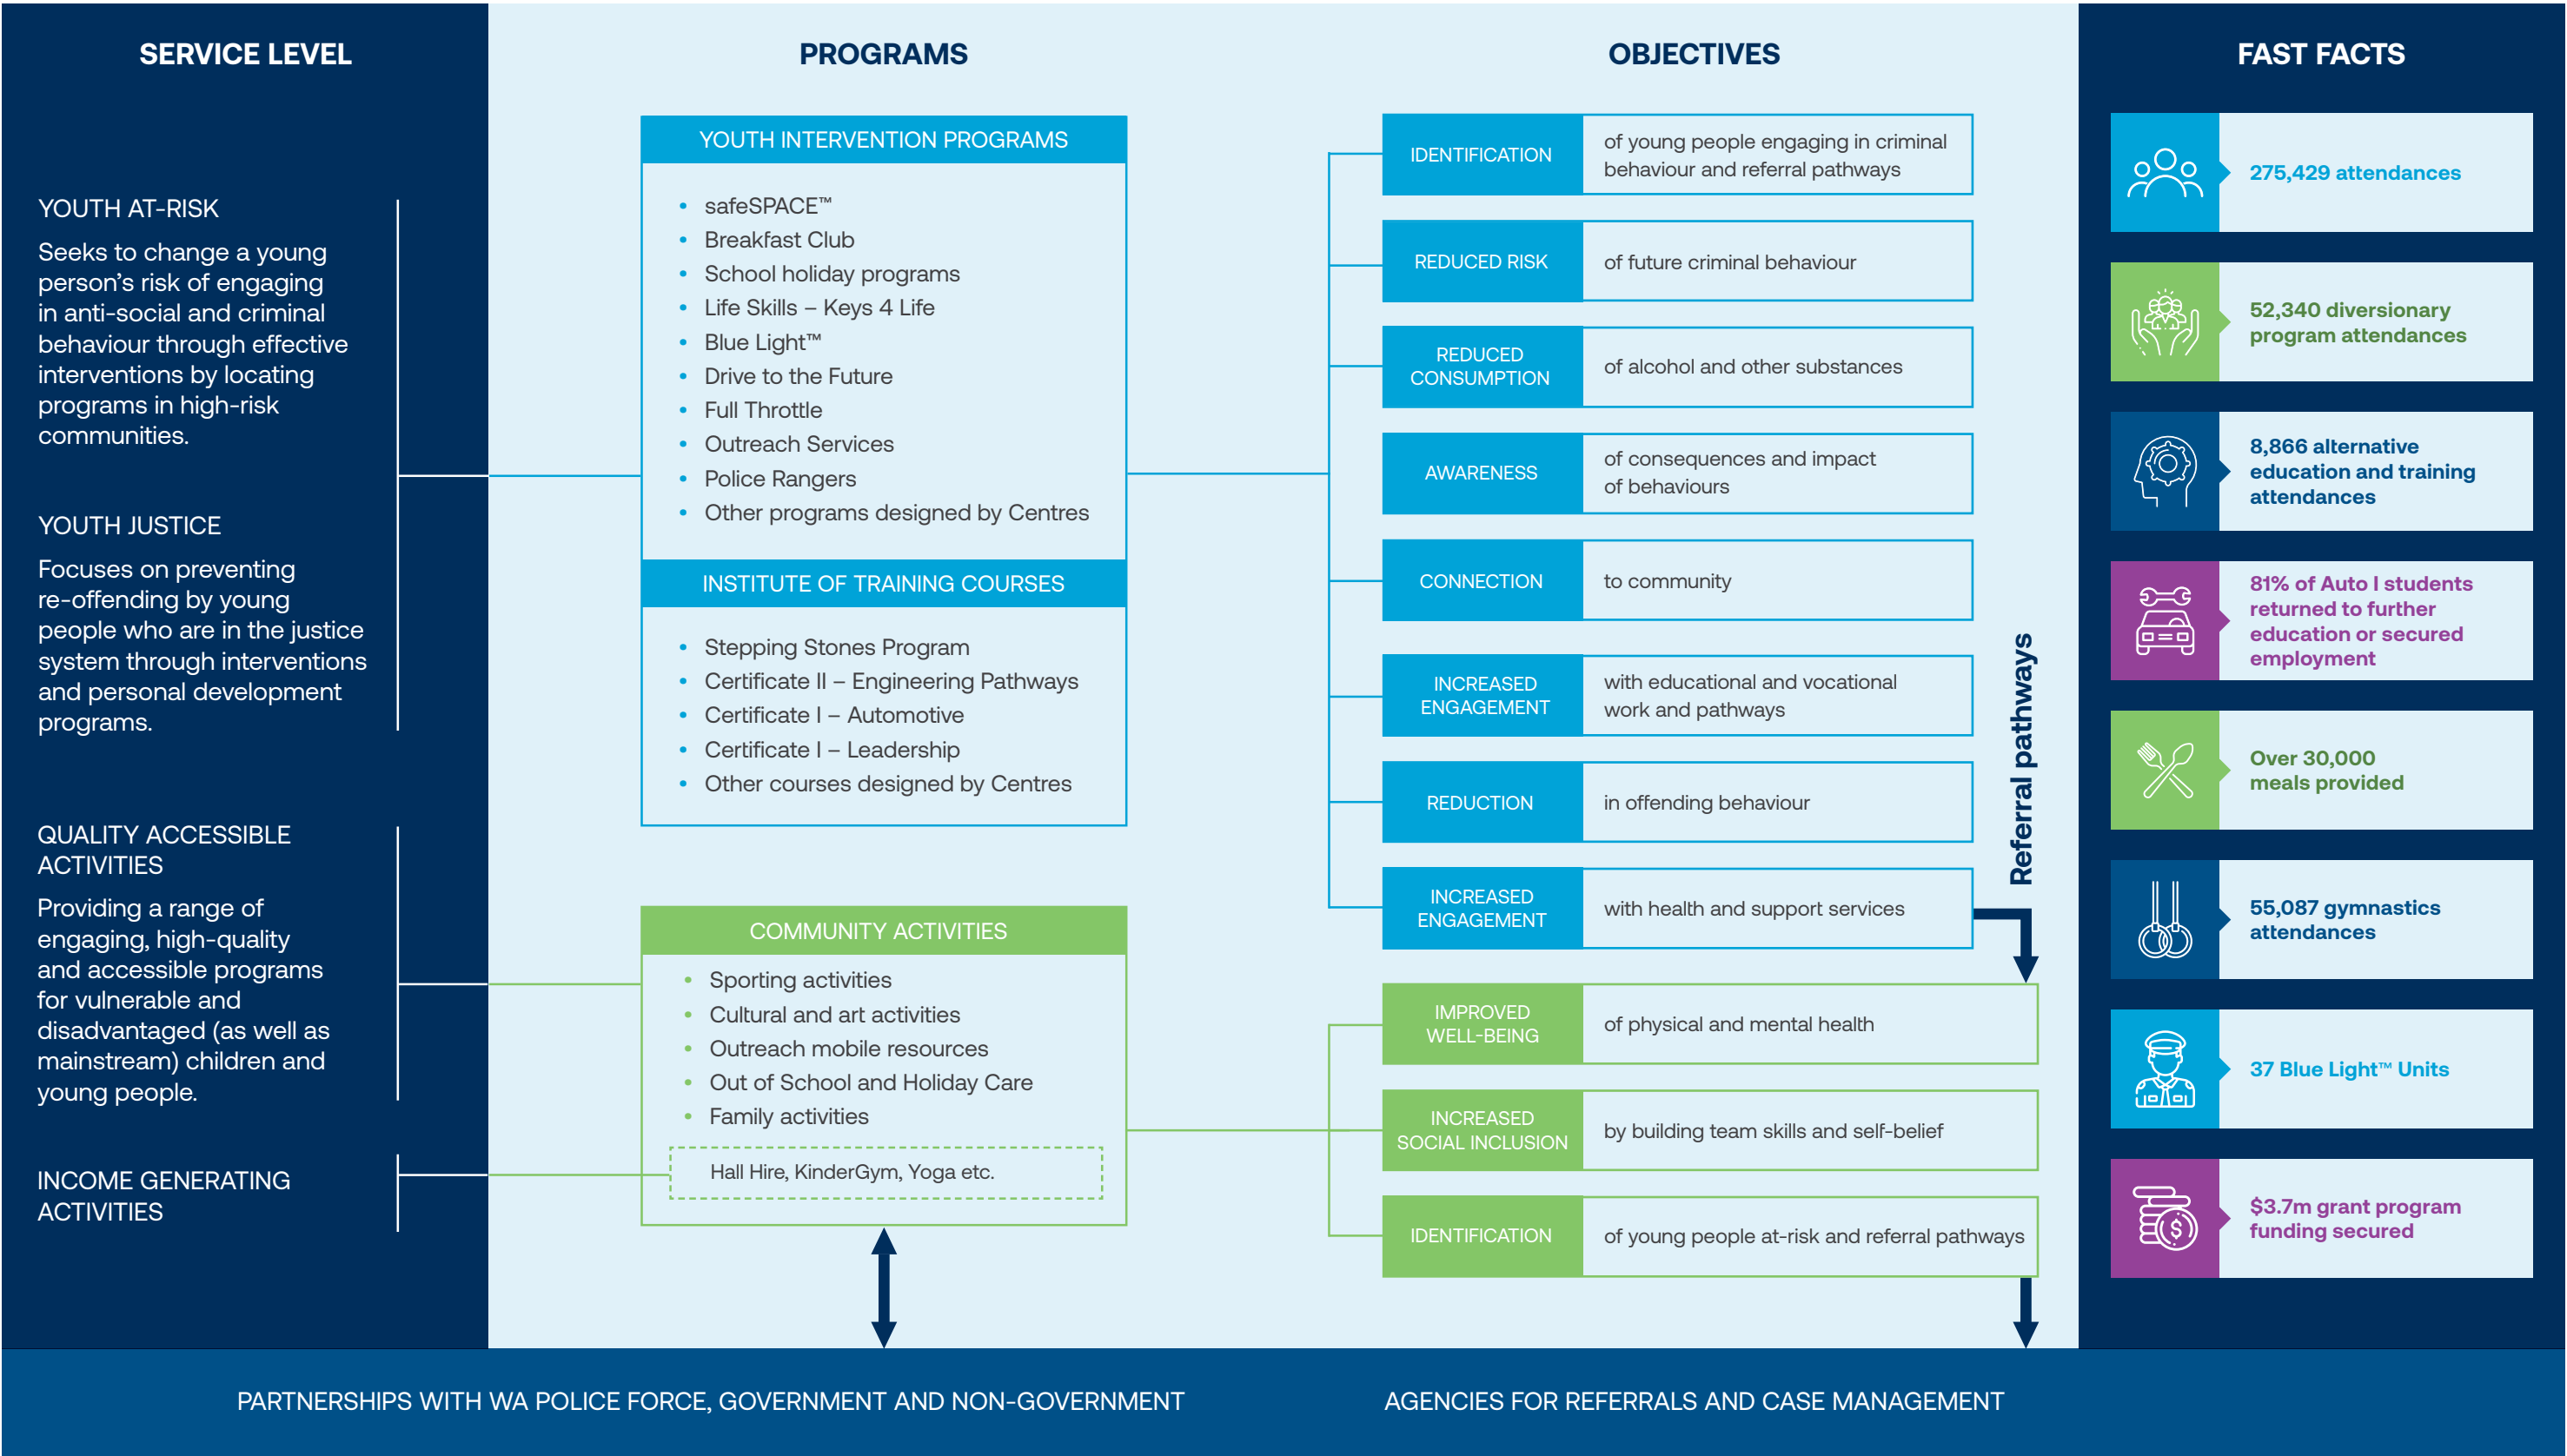 SERVICE LEVEL
YOUTH AT-RISK
Seeks to change a young
person’s risk of engaging
in anti-social and criminal
behaviour through effective
interventions by locating
programs in high-risk
communities.
YOUTH JUSTICE
Focuses on preventing
re-offending by young
people who are in the justice
system through interventions
and personal development
programs.
QUALITY ACCESSIBLE
ACTIVITIES
Providing a range of
engaging, high-quality
and accessible programs
for vulnerable and
disadvantaged (as well as
mainstream) children and
young people.
INCOME GENERATING
ACTIVITIES
PROGRAMS
YOUTH INTERVENTION PROGRAMS
• safeSPACE™
• Breakfast Club
• School holiday programs
• Life Skills – Keys 4 Life
• Blue Light™
• Drive to the Future
• Full Throttle
• Outreach Services
• Police Rangers
• Other programs designed by Centres
INSTITUTE OF TRAINING COURSES
• Stepping Stones Program
• Certificate II – Engineering Pathways
• Certificate I – Automotive
• Certificate I – Leadership
• Other courses designed by Centres
COMMUNITY ACTIVITIES
• Sporting activities
• Cultural and art activities
• Outreach mobile resources
• Out of School and Holiday Care
• Family activities
Hall Hire, KinderGym, Yoga etc.
OBJECTIVES
IDENTIFICATION
of young people engaging in criminal
behaviour and referral pathways
REDUCED RISK
of future criminal behaviour
REDUCED
CONSUMPTION
of alcohol and other substances
AWARENESS
of consequences and impact
of behaviours
CONNECTION
to community
INCREASED
ENGAGEMENT
with educational and vocational
work and pathways
REDUCTION
in offending behaviour
INCREASED
ENGAGEMENT
with health and support services
Referral pathways
IMPROVED
WELL-BEING
of physical and mental health
INCREASED
SOCIAL INCLUSION
by building team skills and self-belief
IDENTIFICATION
of young people at-risk and referral pathways
FAST FACTS
275,429 attendances
52,340 diversionary
program attendances
8,866 alternative
education and training
attendances
81% of Auto I students
returned to further
education or secured
employment
Over 30,000
meals provided
55,087 gymnastics
attendances
37 Blue Light™ Units
$
$3.7m grant program
funding secured
PARTNERSHIPS WITH WA POLICE FORCE, GOVERNMENT AND NON-GOVERNMENT
AGENCIES FOR REFERRALS AND CASE MANAGEMENT